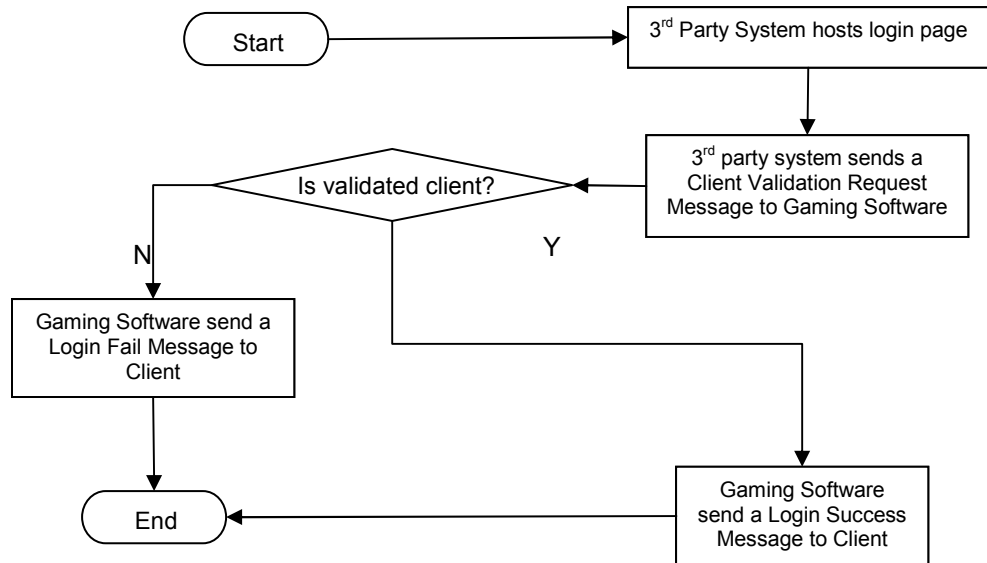 Start
3rd Party System hosts login page
3rd party system sends a
Client Validation Request
Message to Gaming Software
Is validated client?
Y
N
Gaming Software send a
Login Fail Message to
Client
Gaming Software
send a Login Success
Message to Client
End